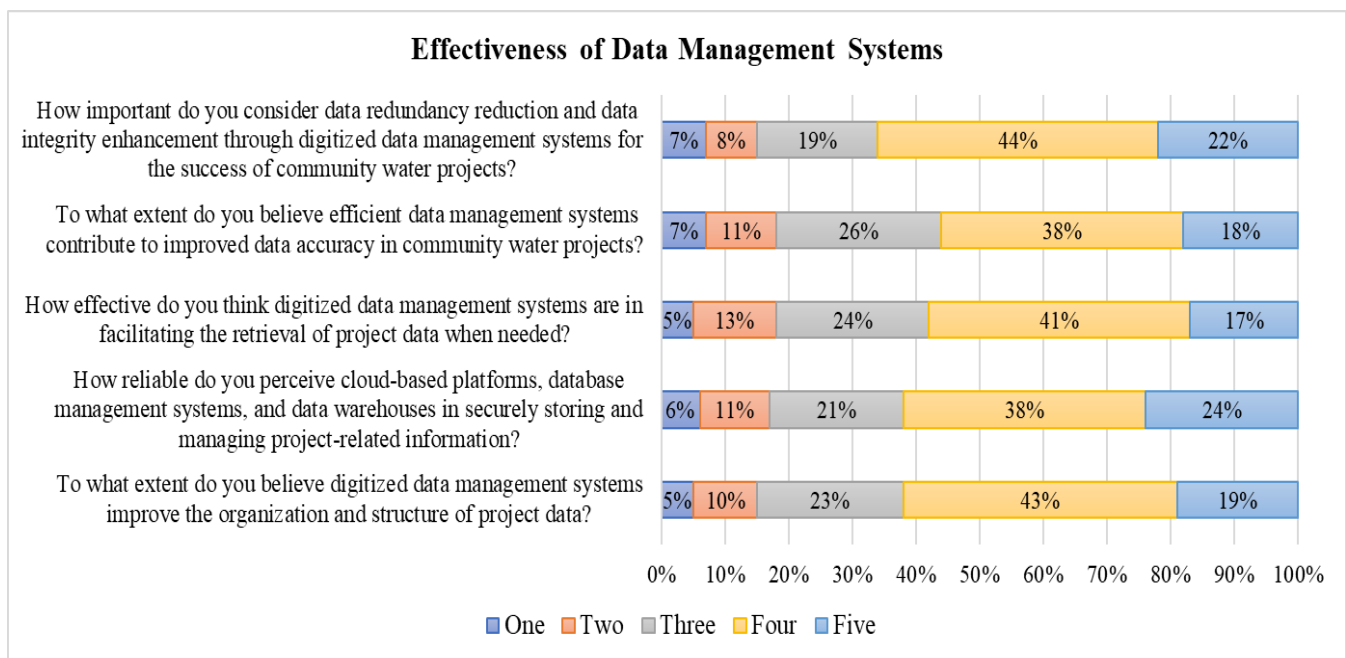 Effectiveness of Data Management Systems
How important do you consider data redundancy reduction and data
integrity enhancement through digitized data management systems for
the success of community water projects?
7% 8% 19% 44% 22%
To what extent do you believe efficient data management systems
contribute to improved data accuracy in community water projects?
7% 11% 26% 38% 18%
How effective do you think digitized data management systems are in
facilitating the retrieval of project data when needed?
5% 13% 24% 41% 17%
How reliable do you perceive cloud-based platforms, database
management systems, and data warehouses in securely storing and
managing project-related information?
6% 11% 21% 38% 24%
To what extent do you believe digitized data management systems
improve the organization and structure of project data?
5% 10% 23% 43% 19%
0% 10% 20% 30% 40% 50% 60% 70% 80% 90% 100%
One Two Three Four Five